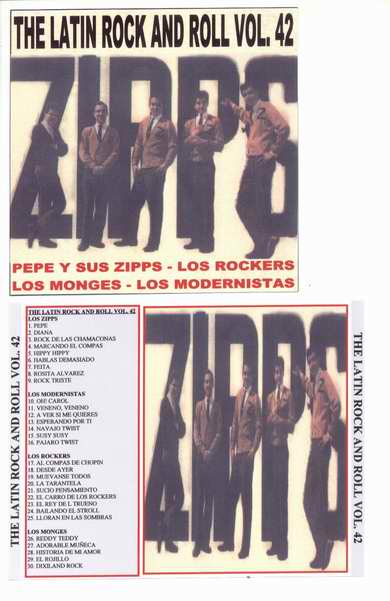 THE LATIN ROCK AND ROLL VOL. 42
ZIPPS
PEPE Y SUS ZIPPS - LOS ROCKERS
LOS MONGES - LOS MODERNISTAS
THE LATIN ROCK AND ROLL VOL. 42
THE LATIN ROCK AND ROLL VOL. 42
LOS ZIPPS
1. PEPE
2. DIANA
3. ROCK DE LAS CHAMACONAS
4. MARCANDO EL COMPAS
5. HIPPY HIPPY
6. HABLAS DEMASIADO
7. FEITA
8. ROSITA ALVAREZ
9. ROCK TRISTE
LOS MODERNISTAS
10. OH! CAROL
11. VENENO, VENENO
12. A VER SI ME QUIERES
13. ESPERANDO POR TI
14. NAVAJO TWIST
15. SUSY SUSY
16. PAJARO TWIST
LOS ROCKERS
17. AL COMPAS DE CHOPIN
18. DESDE AYER
19. MUEVANSE TODOS
20. LA TARANTELA
21. SUCIO PENSAMIENTO
22. EL CARRO DE LOS ROCKERS
23. EL REY DE L TRUENO
24. BAILANDO EL STROLL
25. LLORAN EN LAS SOMBRAS
LOS MONGES
26. REDDY TEDDY
27. ADORABLE MUÑECA
28. HISTORIA DE MI AMOR
29. EL ROJILLO
30. DIXILAND ROCK
ZIPPS
THE LATIN ROCK AND ROLL VOL. 42